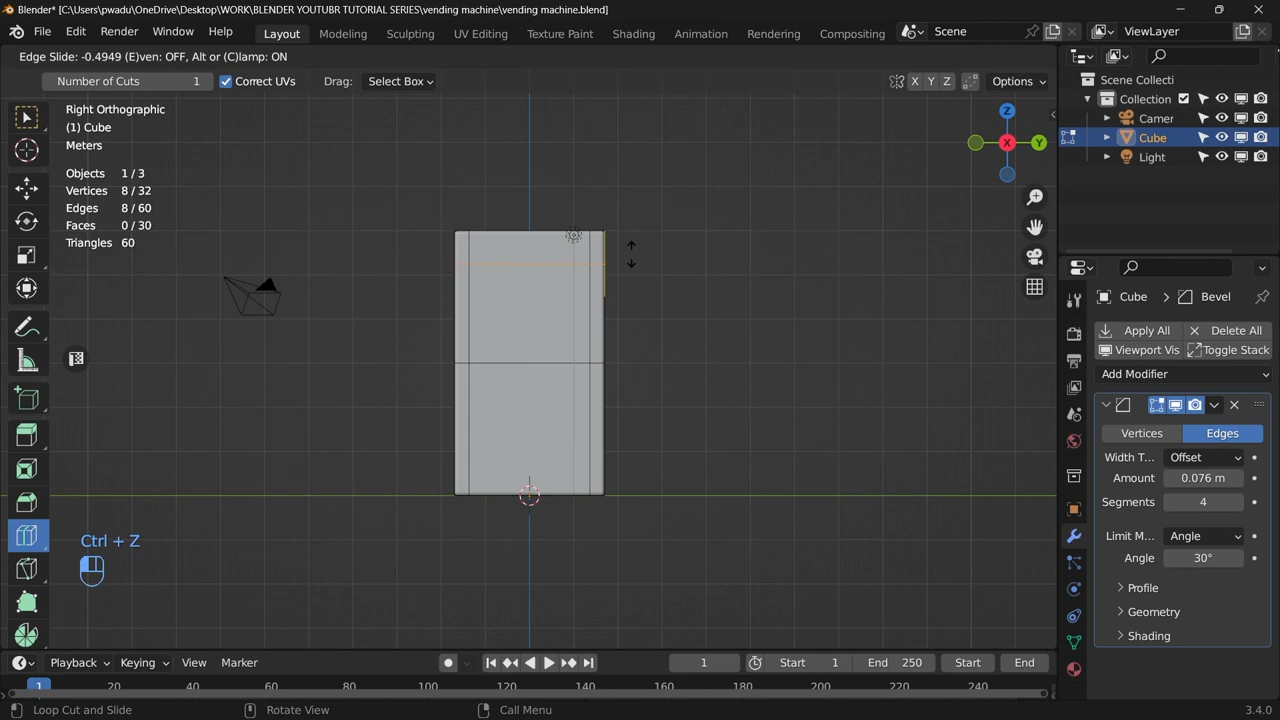 Blender* [C:\Users\pwadu\OneDrive\Desktop\WORK\BLENDER YOUTUBR TUTORIAL SERIES\vending machine\vending machine.blend]
File Edit Render Window Help Layout Modeling Sculpting UV Editing Texture Paint Shading Animation Rendering Compositing Scene ViewLayer
Edge Slide: -0.4949 (E)ven: OFF, Alt or (C)lamp: ON
Number of Cuts 1 Correct UVs Drag: Select Box X Y Z Options
Scene Collecti
Collection
Camer
Cube
Light
Right Orthographic
(1) Cube
Meters
Objects 1/3
Vertices 8/32
Edges 8/60
Faces 0/30
Triangles 60
Z
X
Y
Cube > Bevel
Apply All Delete All
Viewport Vis Toggle Stack
Add Modifier
Vertices Edges
Width T... Offset
Amount 0.076 m
Segments 4
Limit M... Angle
Angle 30°
Profile
Geometry
Shading
Ctrl + Z
Playback Keying View Marker 1 Start 1 End 250 Start End
1 20 40 60 80 100 120 140 160 180 200 220 240
Loop Cut and Slide Rotate View Call Menu 3.4.0